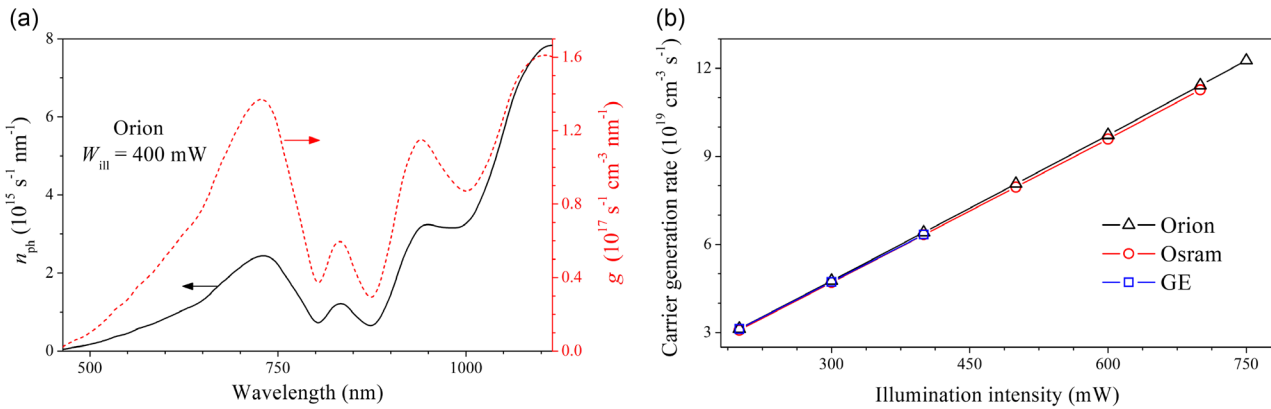 (a)
8
6
4
2
0
n_ph (10^15 s^-1 nm^-1)
Orion
W_ill = 400 mW
1.6
1.2
0.8
0.4
0.0
g (10^17 s^-1 cm^-3 nm^-1)
500 750 1000
Wavelength (nm)
(b)
12
9
6
3
Carrier generation rate (10^19 cm^-3 s^-1)
Orion
Osram
GE
300 450 600 750
Illumination intensity (mW)